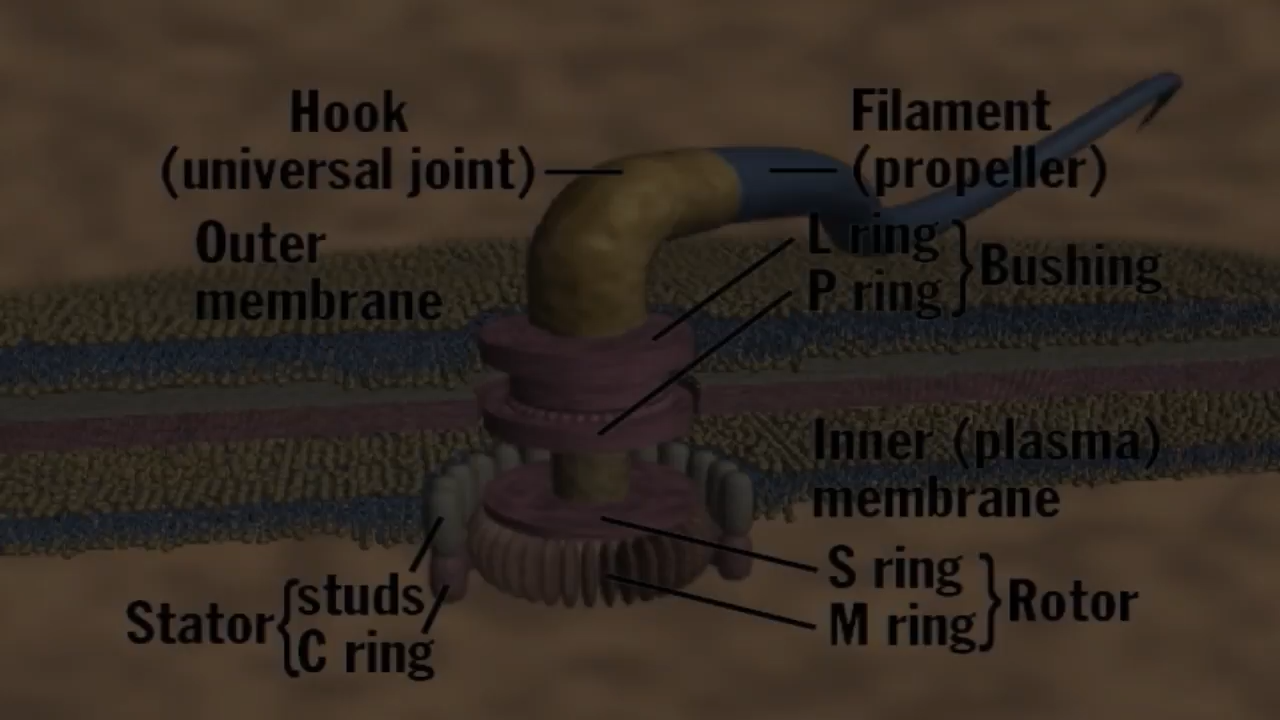 Hook
(universal joint)
Filament
(propeller)
Outer
membrane
L ring
P ring
Bushing
Inner (plasma)
membrane
S ring
M ring
Rotor
Stator
studs
C ring